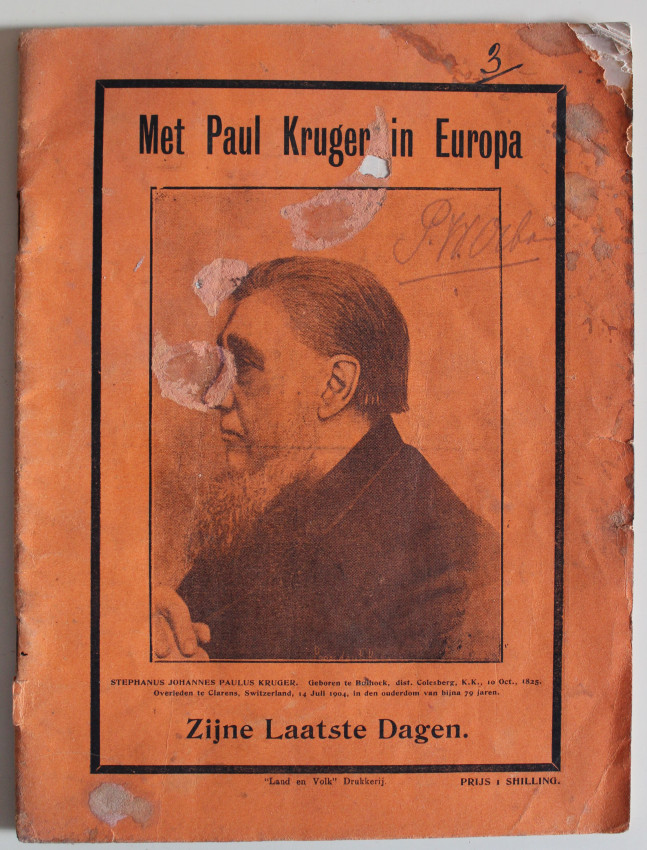 3
Met Paul Kruger in Europa
P.W.
STEPHANUS JOHANNES PAULUS KRUGER. Geboren te Bulhoek, dist. Colesberg, K.K., 10 Oct., 1825.
Overleden te Clarens, Switzerland, 14 Juli 1904, in den ouderdom van bijna 79 jaren.
Zijne Laatste Dagen.
"Land en Volk" Drukkerij.
PRIJS 1 SHILLING.